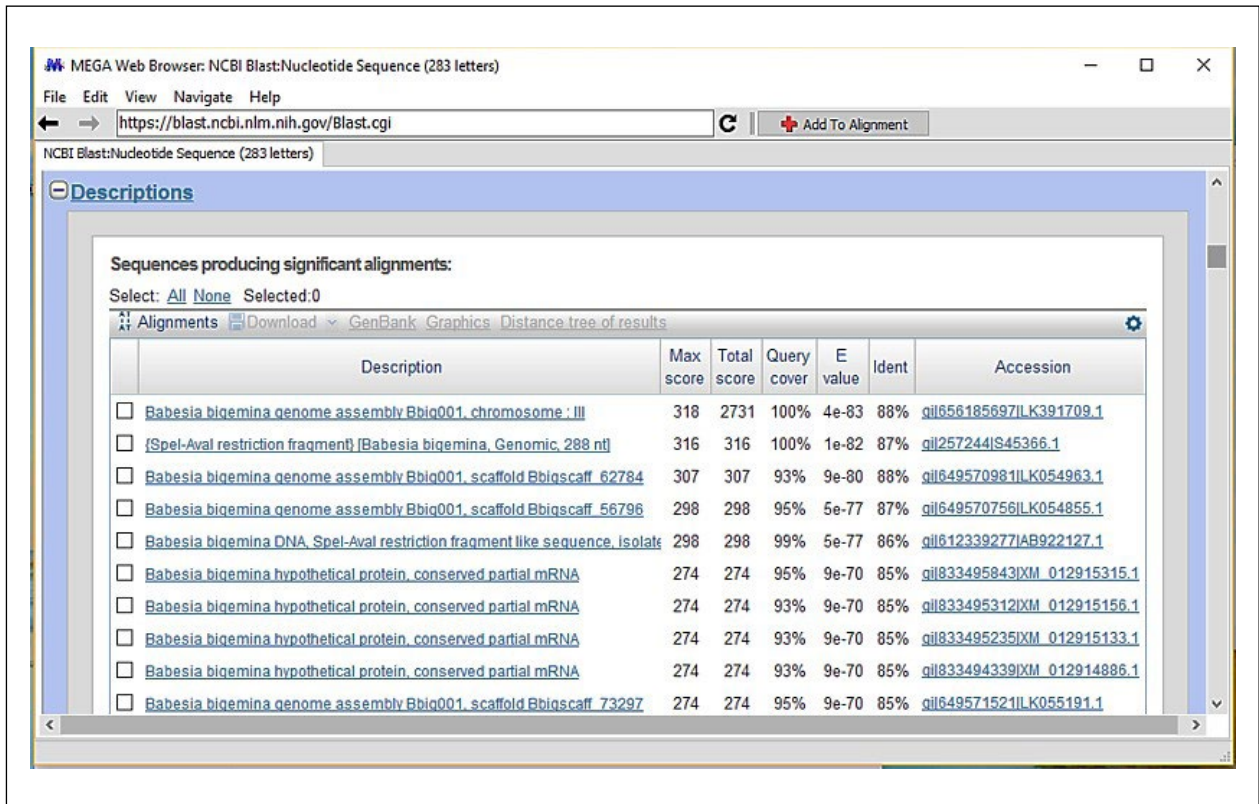 MEGA Web Browser: NCBI Blast:Nucleotide Sequence (283 letters)
File Edit View Navigate Help
https://blast.ncbi.nlm.nih.gov/Blast.cgi Add To Alignment
NCBI Blast:Nucleotide Sequence (283 letters)
Descriptions
Sequences producing significant alignments:
Select: All None Selected:0
Alignments Download GenBank Graphics Distance tree of results
Description Max score Total score Query cover E value Ident Accession
Babesia bigemina genome assembly Bbig001, chromosome : III 318 2731 100% 4e-83 88% gi|656185697|LK391709.1
{SpeI-AvaI restriction fragment} [Babesia bigemina, Genomic, 288 nt] 316 316 100% 1e-82 87% gi|257244|S45366.1
Babesia bigemina genome assembly Bbig001, scaffold Bbigscaff_62784 307 307 93% 9e-80 88% gi|649570981|LK054963.1
Babesia bigemina genome assembly Bbig001, scaffold Bbigscaff_56796 298 298 95% 5e-77 87% gi|649570756|LK054855.1
Babesia bigemina DNA, SpeI-AvaI restriction fragment like sequence, isolate 298 298 99% 5e-77 86% gi|612339277|AB922127.1
Babesia bigemina hypothetical protein, conserved partial mRNA 274 274 95% 9e-70 85% gi|833495843|XM_012915315.1
Babesia bigemina hypothetical protein, conserved partial mRNA 274 274 93% 9e-70 85% gi|833495312|XM_012915156.1
Babesia bigemina hypothetical protein, conserved partial mRNA 274 274 93% 9e-70 85% gi|833495235|XM_012915133.1
Babesia bigemina hypothetical protein, conserved partial mRNA 274 274 93% 9e-70 85% gi|833494339|XM_012914886.1
Babesia bigemina genome assembly Bbig001, scaffold Bbigscaff_73297 274 274 95% 9e-70 85% gi|649571521|LK055191.1